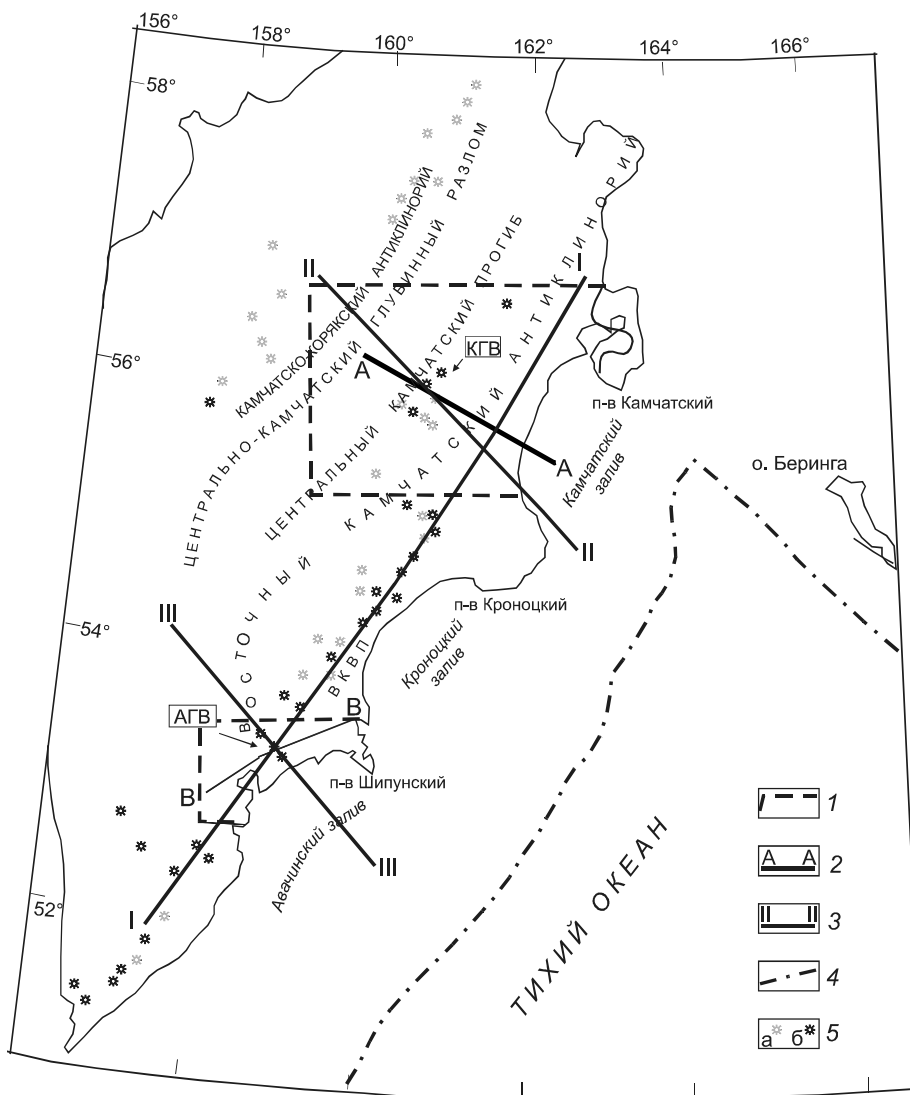 156°
158°
160°
162°
164°
166°
58°
КАМЧАТСКО-КОРЯКСКИЙ АНТИКЛИНОРИЙ
ЦЕНТРАЛЬНО-КАМЧАТСКИЙ ГЛУБИННЫЙ РАЗЛОМ
ЦЕНТРАЛЬНЫЙ КАМЧАТСКИЙ ПРОГИБ
ВОСТОЧНЫЙ КАМЧАТСКИЙ АНТИКЛИНОРИЙ
II
I
56°
КГВ
А
п-в Камчатский
А
Камчатский
залив
о. Беринга
II
п-в Кроноцкий
III
54°
Кроноцкий
залив
ВКВП
АГВ
В
п-в Шипунский
В
Авачинский залив
III
52°
I
ТИХИЙ ОКЕАН
1
А А 2
II II 3
4
а б 5